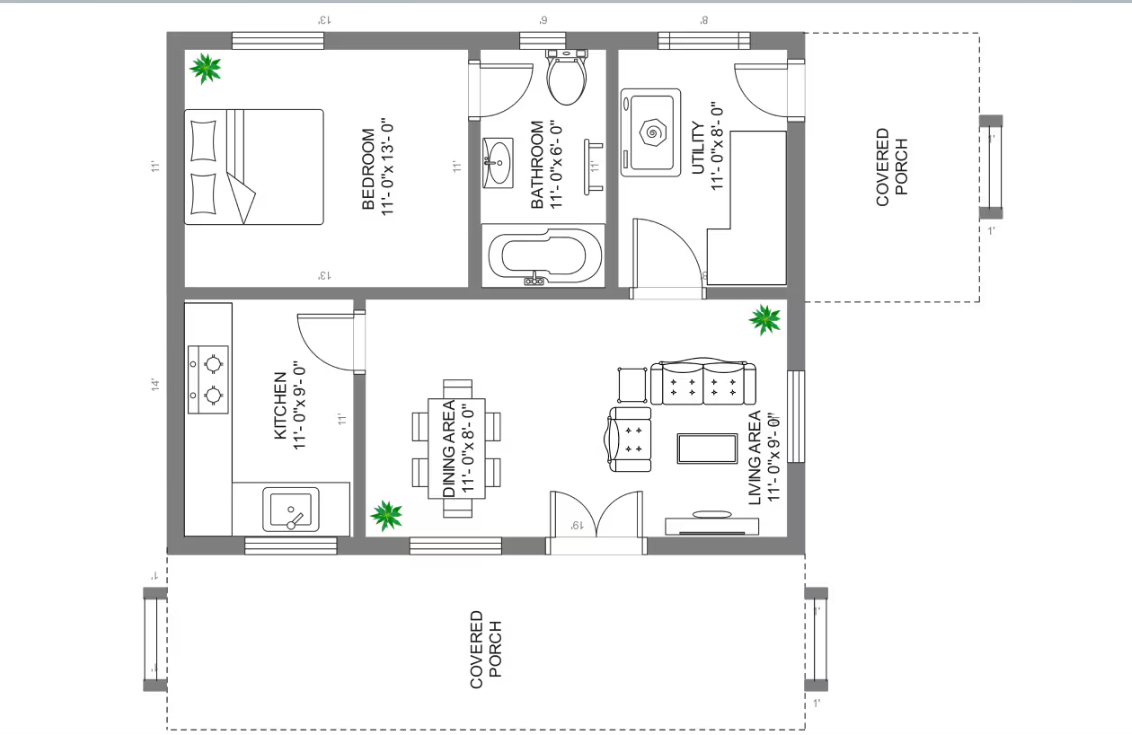 13'
6'
8'
BEDROOM
11'- 0"x 13'- 0"
BATHROOM
11'- 0"x 6'- 0"
UTILITY
11'- 0"x 8'- 0"
COVERED
PORCH
11'
11'
11'
1'
1'
13'
KITCHEN
11'- 0"x 9'- 0"
14'
11'
DINING AREA
11'- 0"x 8'- 0"
LIVING AREA
11'- 0"x 9'- 0"
19'
COVERED
PORCH
1'
1'
1'